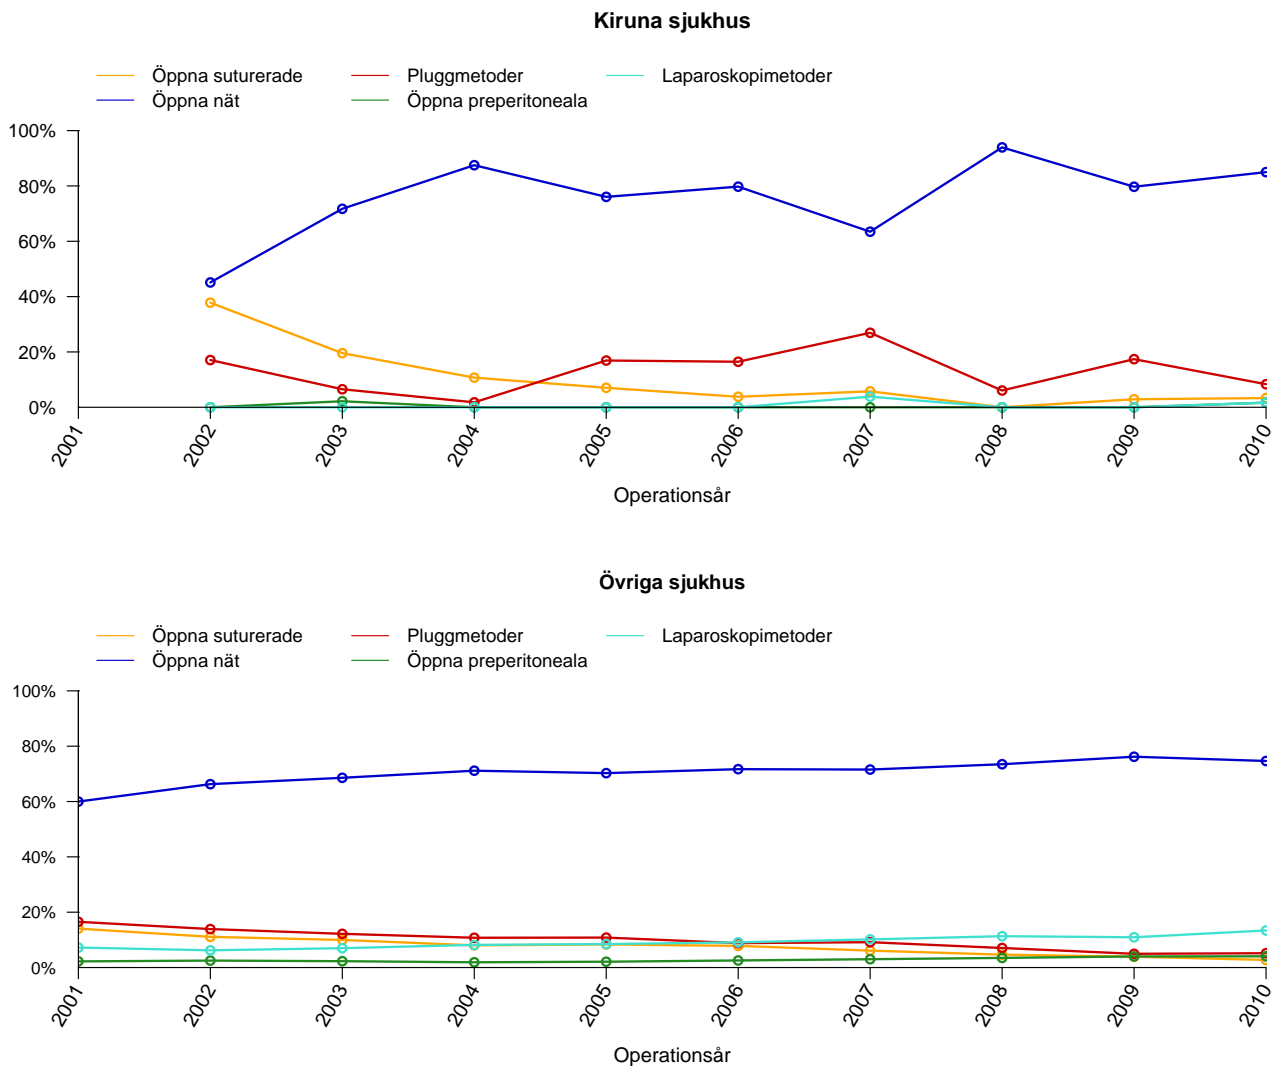 Kiruna sjukhus
Öppna suturerade Pluggmetoder Laparoskopimetoder
Öppna nät Öppna preperitoneala
100%
80%
60%
40%
20%
0%
2001 2002 2003 2004 2005 2006 2007 2008 2009 2010
Operationsår
Övriga sjukhus
Öppna suturerade Pluggmetoder Laparoskopimetoder
Öppna nät Öppna preperitoneala
100%
80%
60%
40%
20%
0%
2001 2002 2003 2004 2005 2006 2007 2008 2009 2010
Operationsår